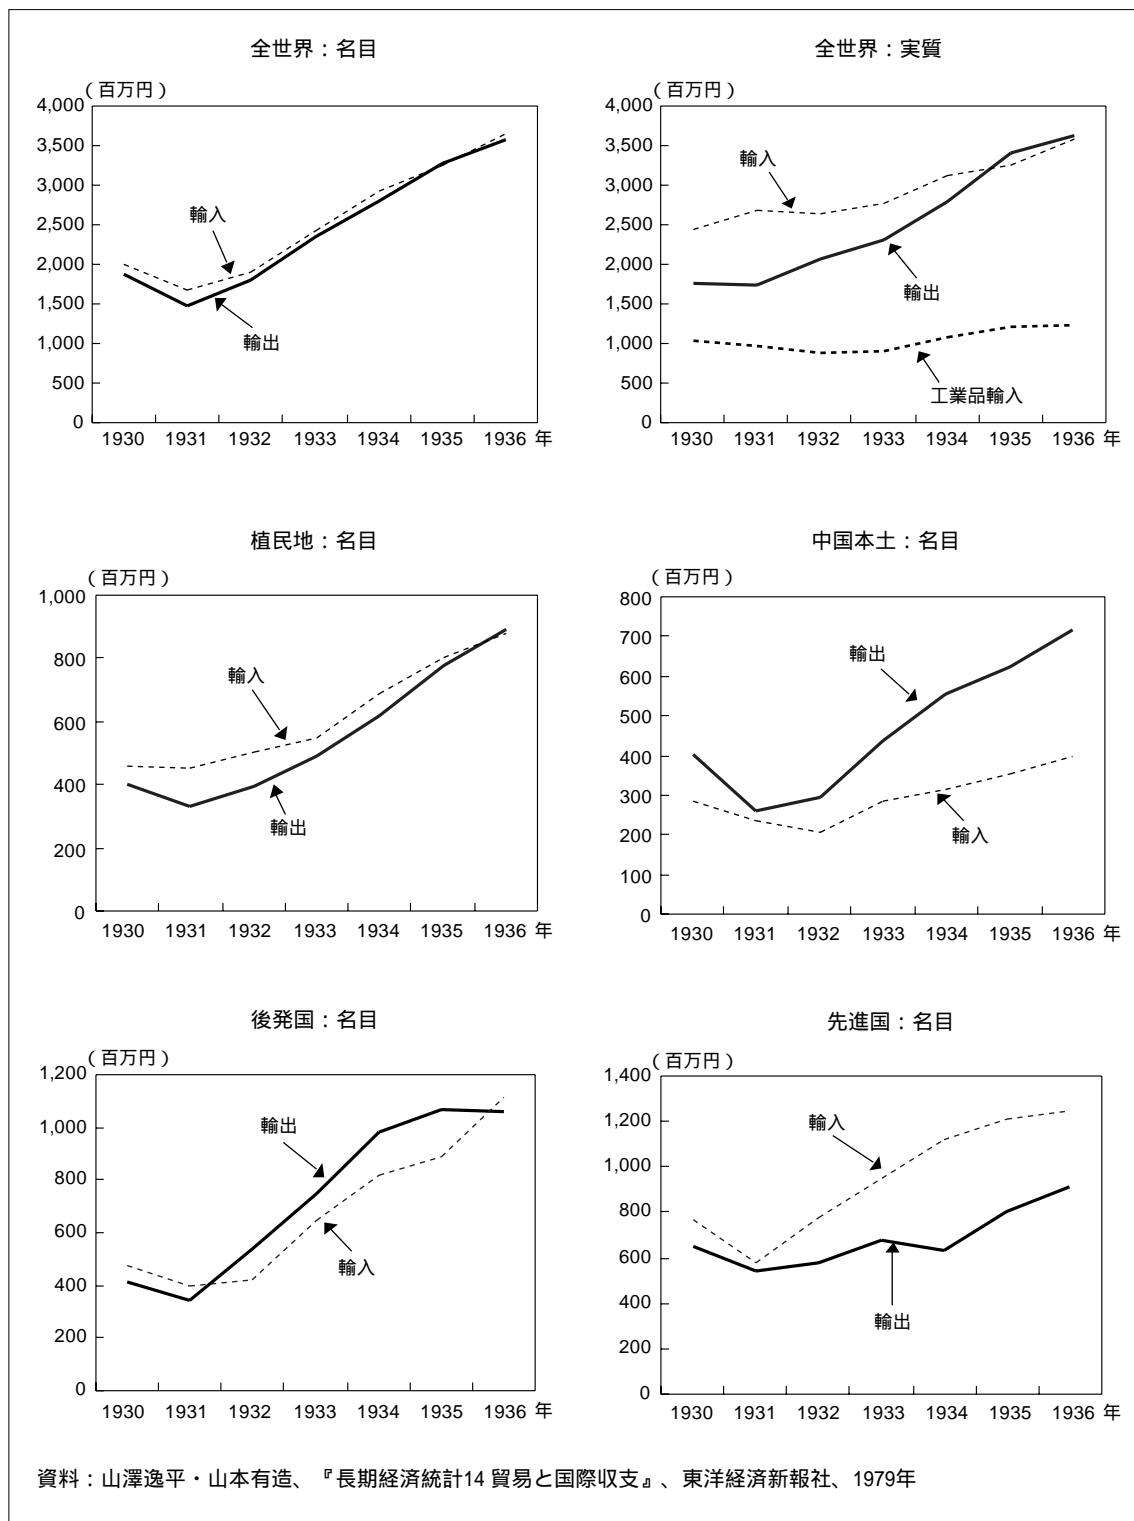 全世界：名目
（百万円）
4,000
3,500
3,000
2,500
2,000
1,500
1,000
500
0
輸入
輸出
1930 1931 1932 1933 1934 1935 1936 年
全世界：実質
（百万円）
4,000
3,500
3,000
2,500
2,000
1,500
1,000
500
0
輸入
輸出
工業品輸入
1930 1931 1932 1933 1934 1935 1936 年
植民地：名目
（百万円）
1,000
800
600
400
200
0
輸入
輸出
1930 1931 1932 1933 1934 1935 1936 年
中国本土：名目
（百万円）
800
700
600
500
400
300
200
100
0
輸出
輸入
1930 1931 1932 1933 1934 1935 1936 年
後発国：名目
（百万円）
1,200
1,000
800
600
400
200
0
輸出
輸入
1930 1931 1932 1933 1934 1935 1936 年
先進国：名目
（百万円）
1,400
1,200
1,000
800
600
400
200
0
輸入
輸出
1930 1931 1932 1933 1934 1935 1936 年
資料：山澤逸平・山本有造、『長期経済統計14 貿易と国際収支』、東洋経済新報社、1979年